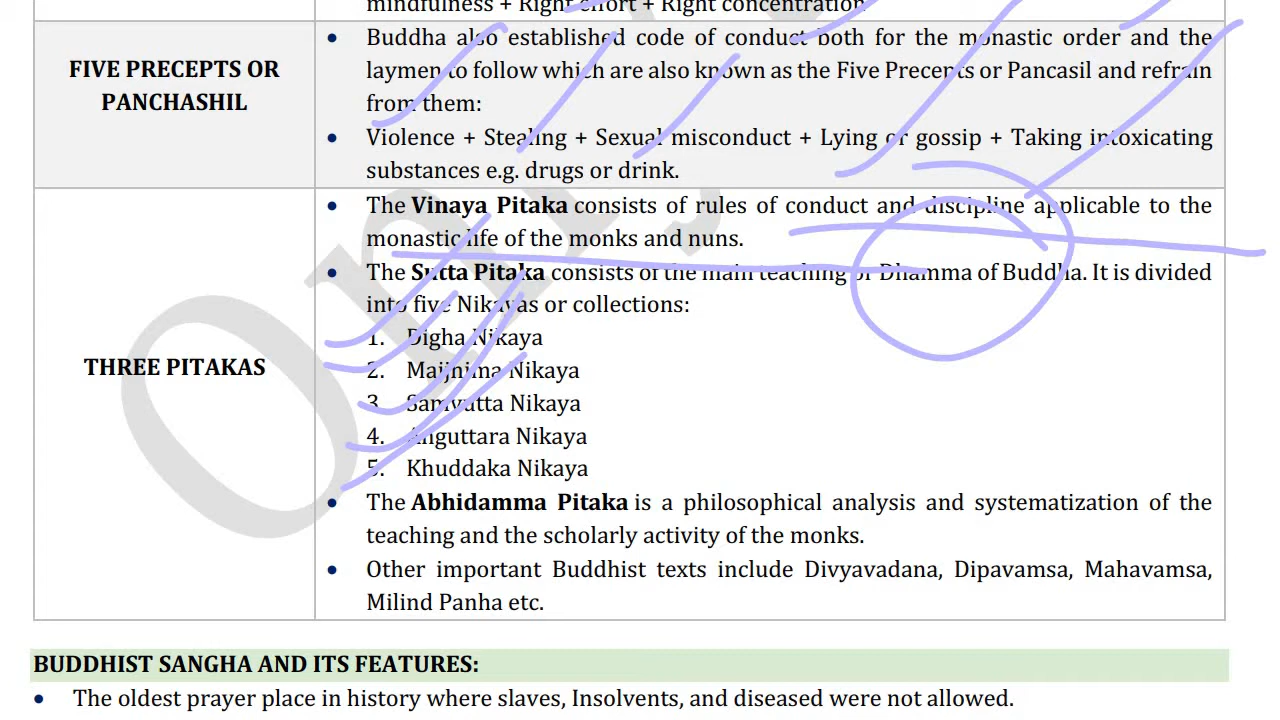 mindfulness + Right effort + Right concentration
FIVE PRECEPTS OR
PANCHASHIL
• Buddha also established code of conduct both for the monastic order and the
laymen to follow which are also known as the Five Precepts or Pancasil and refrain
from them:
• Violence + Stealing + Sexual misconduct + Lying or gossip + Taking intoxicating
substances e.g. drugs or drink.
THREE PITAKAS
• The Vinaya Pitaka consists of rules of conduct and discipline applicable to the
monastic life of the monks and nuns.
• The Sutta Pitaka consists of the main teaching of Dhamma of Buddha. It is divided
into five Nikayas or collections:
1. Digha Nikaya
2. Maijnima Nikaya
3. Samyutta Nikaya
4. Anguttara Nikaya
5. Khuddaka Nikaya
• The Abhidamma Pitaka is a philosophical analysis and systematization of the
teaching and the scholarly activity of the monks.
• Other important Buddhist texts include Divyavadana, Dipavamsa, Mahavamsa,
Milind Panha etc.
BUDDHIST SANGHA AND ITS FEATURES:
• The oldest prayer place in history where slaves, Insolvents, and diseased were not allowed.